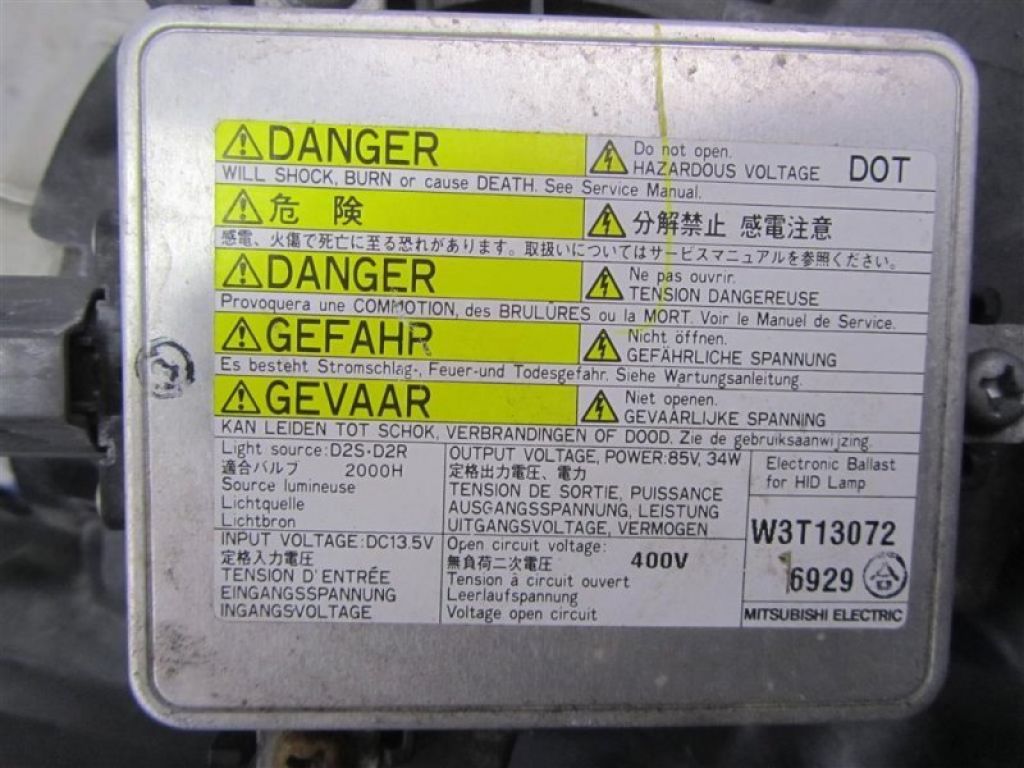 DANGER
Do not open.
HAZARDOUS VOLTAGE
DOT
WILL SHOCK, BURN or cause DEATH. See Service Manual.
危 険
分解禁止 感電注意
感電、火傷で死亡に至る恐れがあります。取扱いについてはサービスマニュアルを参照ください。
DANGER
Ne pas ouvrir.
TENSION DANGEREUSE
Provoquera une COMMOTION, des BRULÛRES ou la MORT. Voir le Manuel de Service.
GEFAHR
Nicht öffnen.
GEFÄHRLICHE SPANNUNG
Es besteht Stromschlag-, Feuer-und Todesgefahr. Siehe Wartungsanleitung.
GEVAAR
Niet openen.
GEVAARLIJKE SPANNING
KAN LEIDEN TOT SCHOK, VERBRANDINGEN OF DOOD. Zie de gebruiksaanwijzing.
Light source:D2S-D2R
適合バルブ 2000H
Source lumineuse
Lichtquelle
Lichtbron
OUTPUT VOLTAGE, POWER:85V, 34W
定格出力電圧、電力
TENSION DE SORTIE, PUISSANCE
AUSGANGSSPANNUNG, LEISTUNG
UITGANGSVOLTAGE, VERMOGEN
Electronic Ballast
for HID Lamp
W3T13072
6929 合
MITSUBISHI ELECTRIC
INPUT VOLTAGE:DC13.5V
定格入力電圧
TENSION D'ENTRÉE
EINGANGSSPANNUNG
INGANGSVOLTAGE
Open circuit voltage:
無負荷二次電圧 400V
Tension à circuit ouvert
Leerlaufspannung
Voltage open circuit